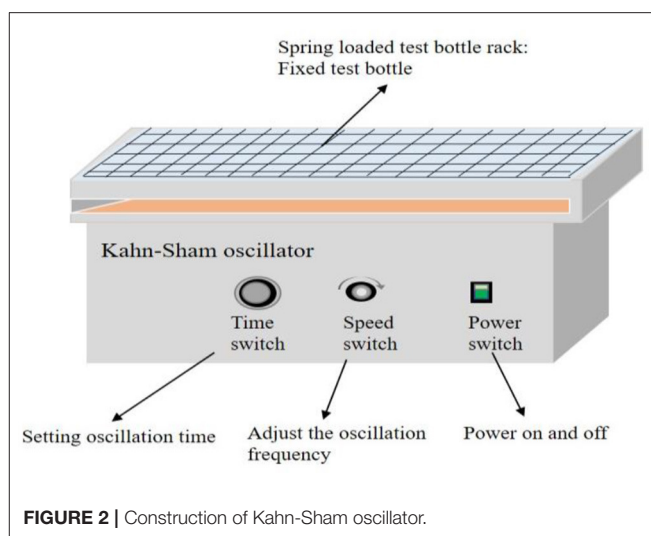 Spring loaded test bottle rack:
Fixed test bottle
Kahn-Sham oscillator
Time
switch
Speed
switch
Power
switch
Setting oscillation time
Adjust the oscillation
frequency
Power on and off
FIGURE 2 | Construction of Kahn-Sham oscillator.